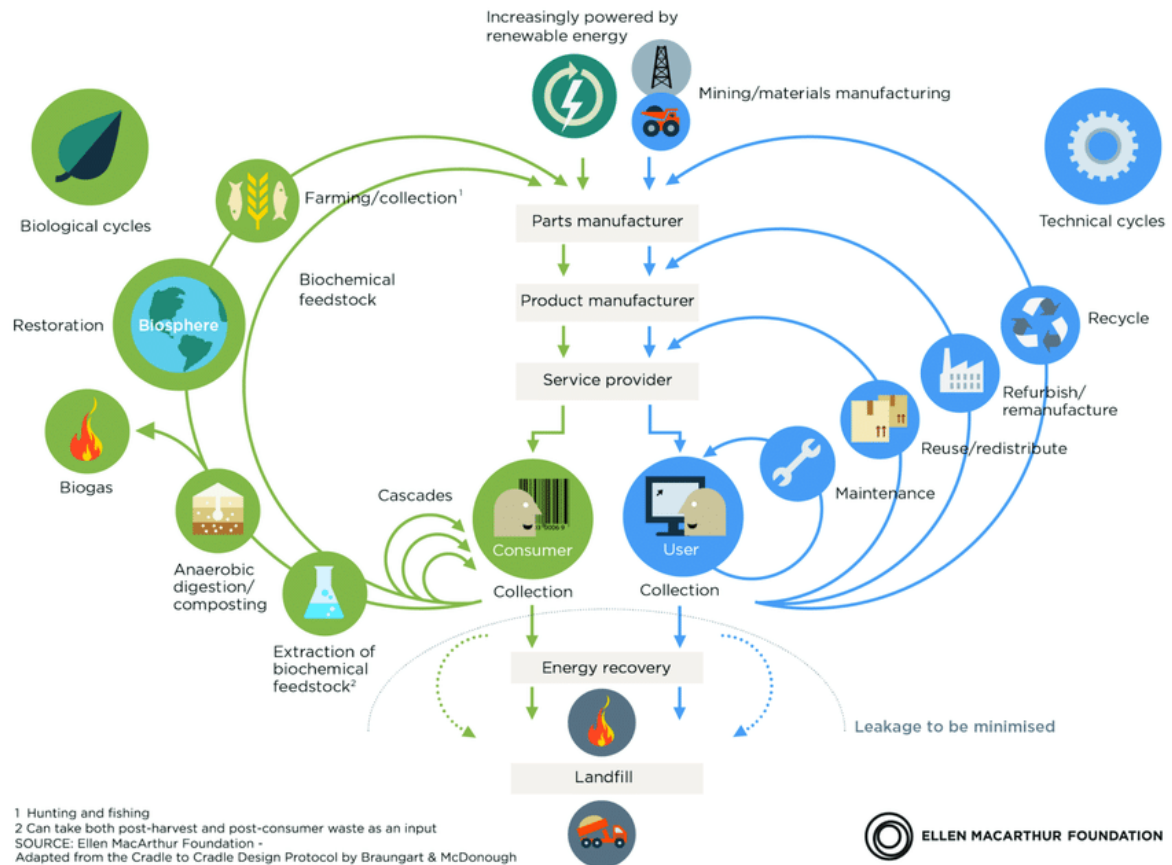 Increasingly powered by
renewable energy
Mining/materials manufacturing
Biological cycles
Farming/collection¹
Technical cycles
Parts manufacturer
Biochemical
feedstock
Product manufacturer
Restoration
Biosphere
Recycle
Service provider
Refurbish/
remanufacture
Reuse/redistribute
Biogas
Cascades
Maintenance
Consumer
User
Anaerobic
digestion/
composting
Collection
Collection
Extraction of
biochemical
feedstock²
Energy recovery
Leakage to be minimised
Landfill
1 Hunting and fishing
2 Can take both post-harvest and post-consumer waste as an input
SOURCE: Ellen MacArthur Foundation -
Adapted from the Cradle to Cradle Design Protocol by Braungart & McDonough
ELLEN MACARTHUR FOUNDATION